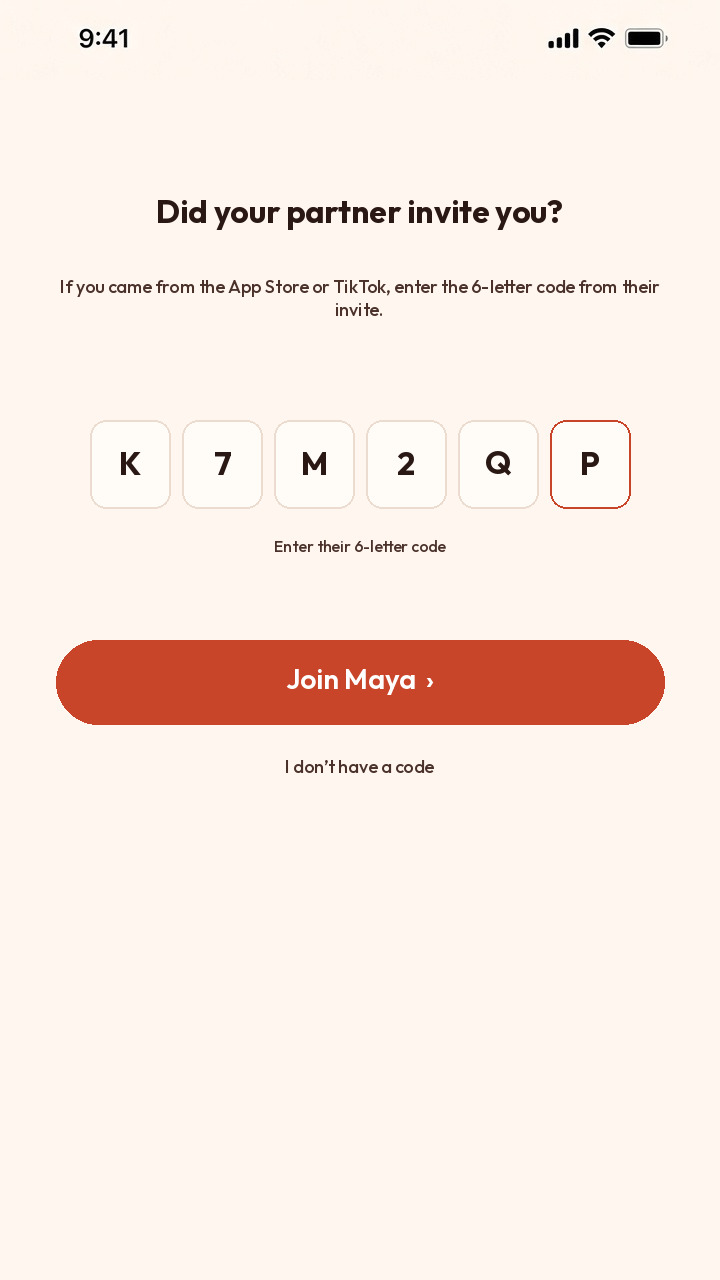 9:41
Did your partner invite you?
If you came from the App Store or TikTok, enter the 6-letter code from their
invite.
K 7 M 2 Q P
Enter their 6-letter code
Join Maya ›
I don’t have a code